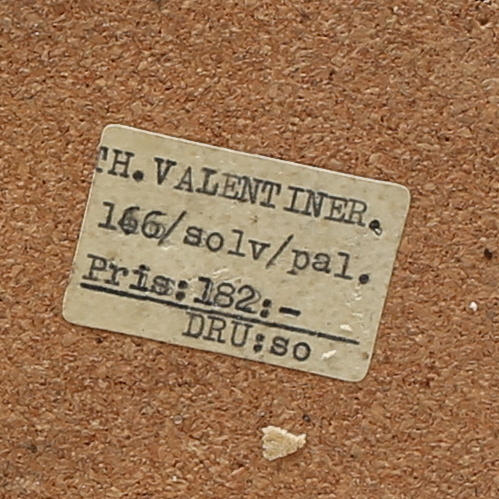 TH. VALENTINER.
166/solv/pal.
Pris: 182:-
DRU:so